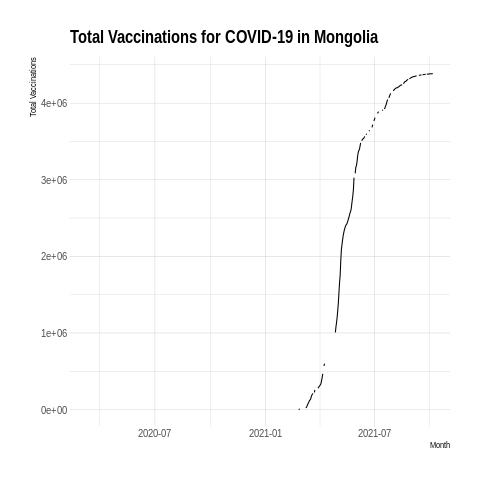 Total Vaccinations for COVID-19 in Mongolia
Total Vaccinations
4e+06
3e+06
2e+06
1e+06
0e+00
2020-07 2021-01 2021-07
Month